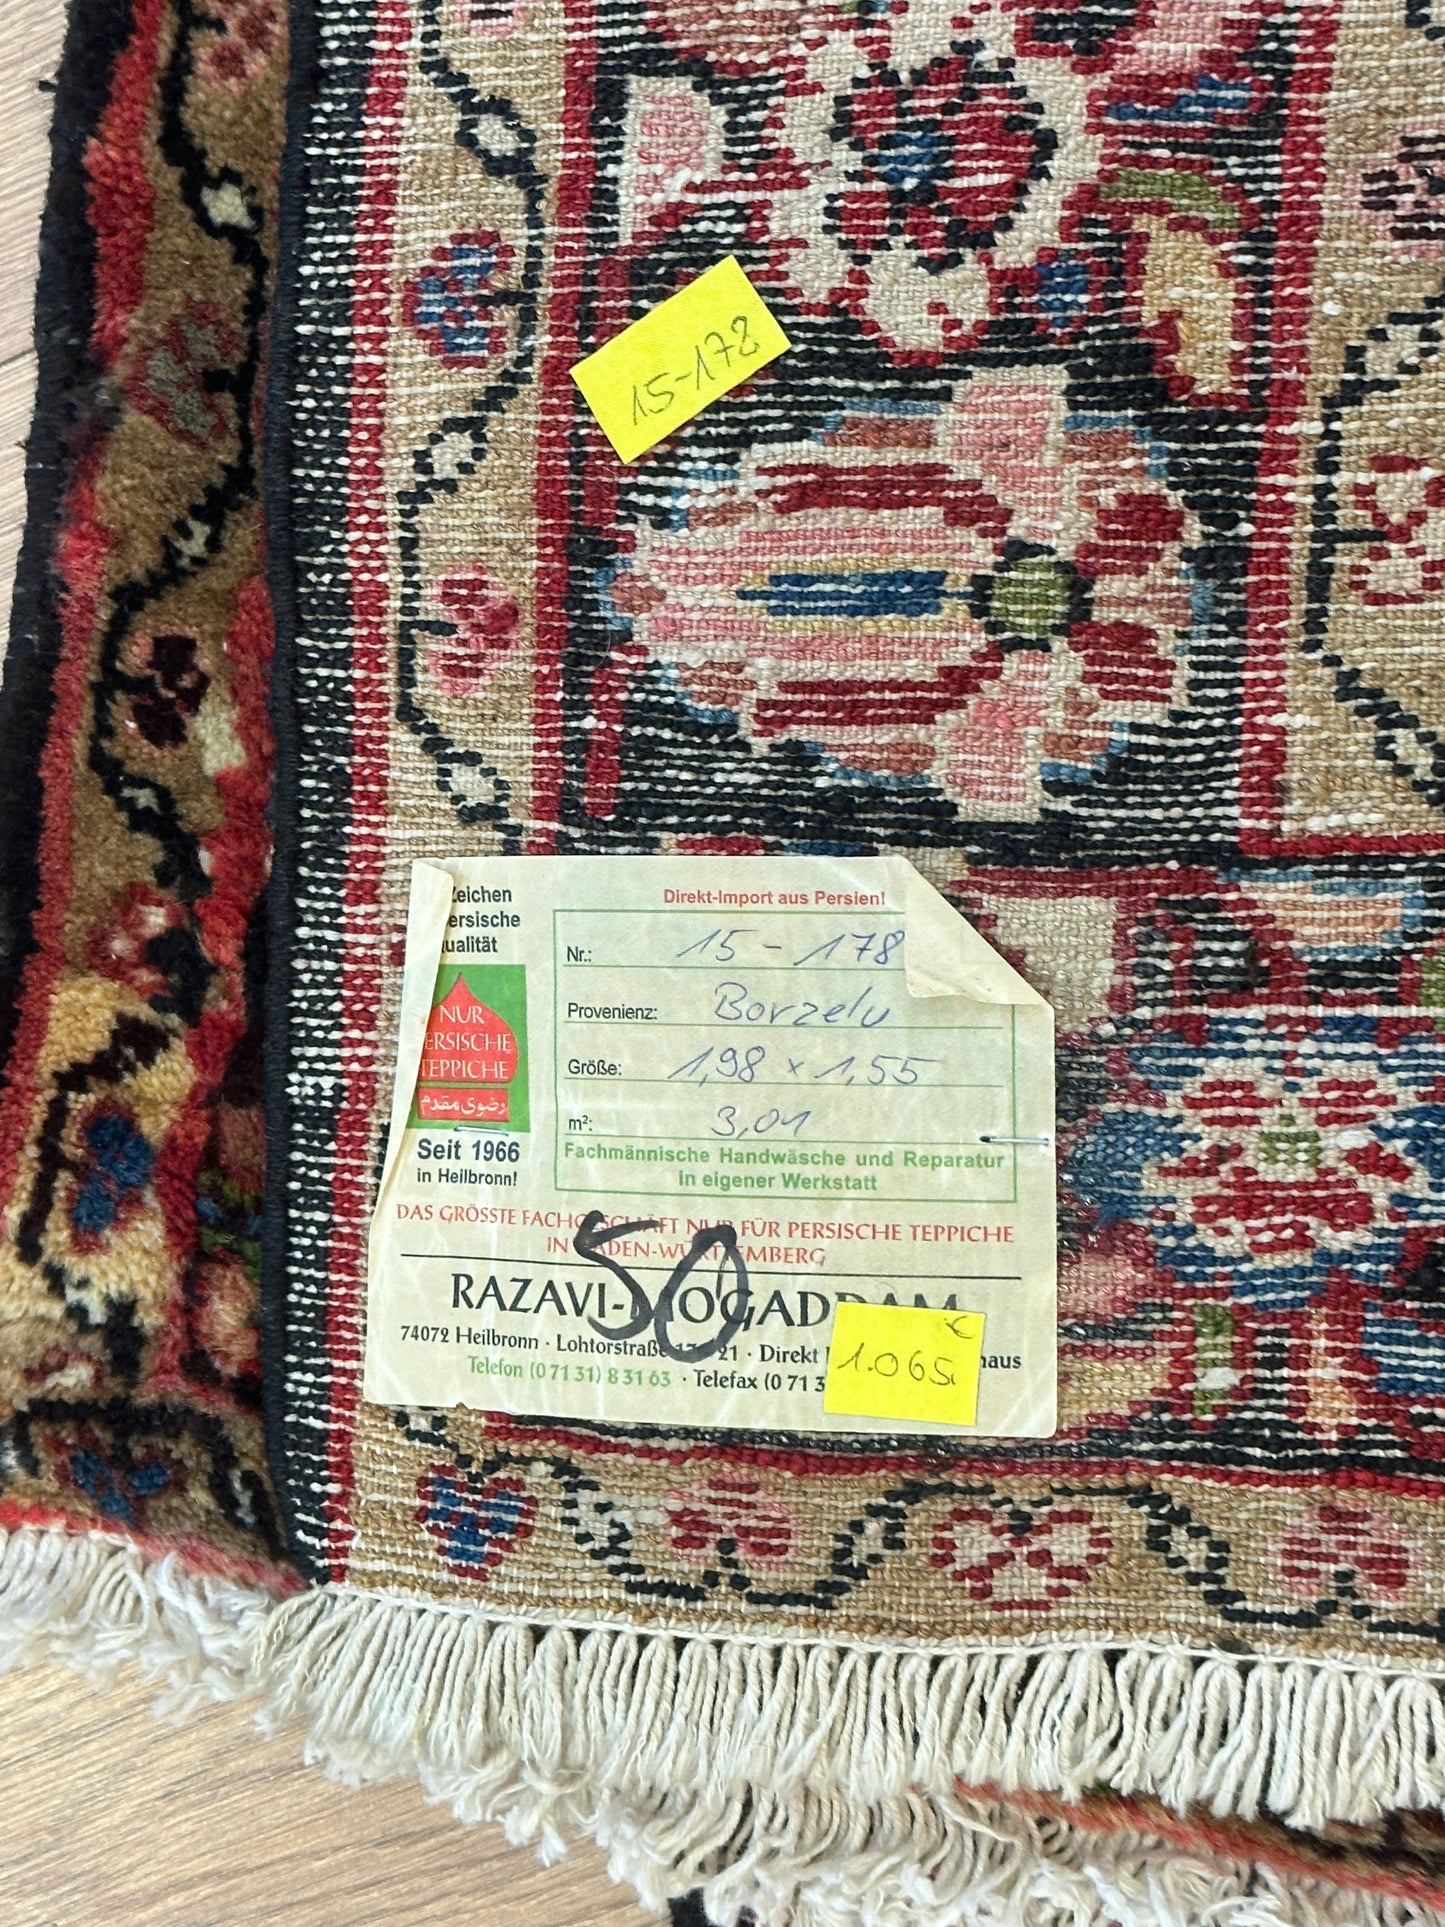 15-178
Zeichen
ersische
ualität
NUR
ERSISCHE
TEPPICHE
رضوی مقدم
Seit 1966
in Heilbronn!
Direkt-Import aus Persien!
Nr.: 15-178
Provenienz: Borzelu
Größe: 1,98 x 1,55
m²: 3,01
Fachmännische Handwäsche und Reparatur
in eigener Werkstatt
DAS GRÖSSTE FACHGESCHÄFT NUR FÜR PERSISCHE TEPPICHE
IN BADEN-WÜRTTEMBERG
50
RAZAVI-MOGADDAM
74072 Heilbronn · Lohtorstraße 21 · Direkt haus
Telefon (0 71 31) 8 31 63 · Telefax (0 71 3
€
1.065,